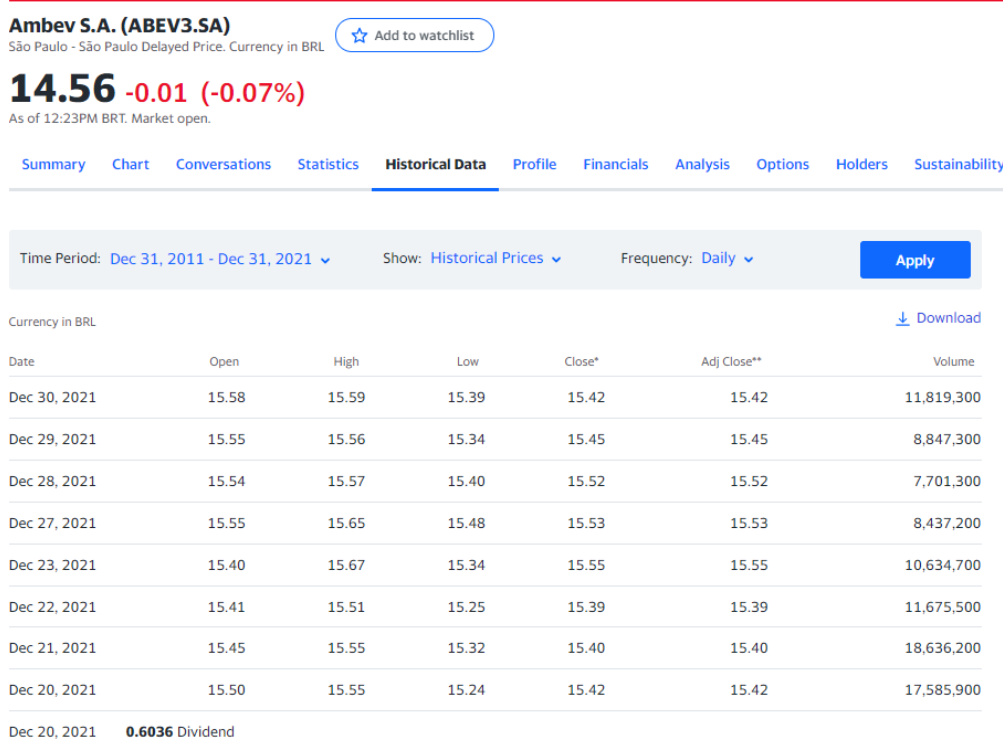 Ambev S.A. (ABEV3.SA)
Add to watchlist
São Paulo - São Paulo Delayed Price. Currency in BRL
14.56 -0.01 (-0.07%)
As of 12:23PM BRT. Market open.
Summary Chart Conversations Statistics Historical Data Profile Financials Analysis Options Holders Sustainability
Time Period: Dec 31, 2011 - Dec 31, 2021 Show: Historical Prices Frequency: Daily Apply
Currency in BRL Download
Date Open High Low Close* Adj Close** Volume
Dec 30, 2021 15.58 15.59 15.39 15.42 15.42 11,819,300
Dec 29, 2021 15.55 15.56 15.34 15.45 15.45 8,847,300
Dec 28, 2021 15.54 15.57 15.40 15.52 15.52 7,701,300
Dec 27, 2021 15.55 15.65 15.48 15.53 15.53 8,437,200
Dec 23, 2021 15.40 15.67 15.34 15.55 15.55 10,634,700
Dec 22, 2021 15.41 15.51 15.25 15.39 15.39 11,675,500
Dec 21, 2021 15.45 15.55 15.32 15.40 15.40 18,636,200
Dec 20, 2021 15.50 15.55 15.24 15.42 15.42 17,585,900
Dec 20, 2021 0.6036 Dividend